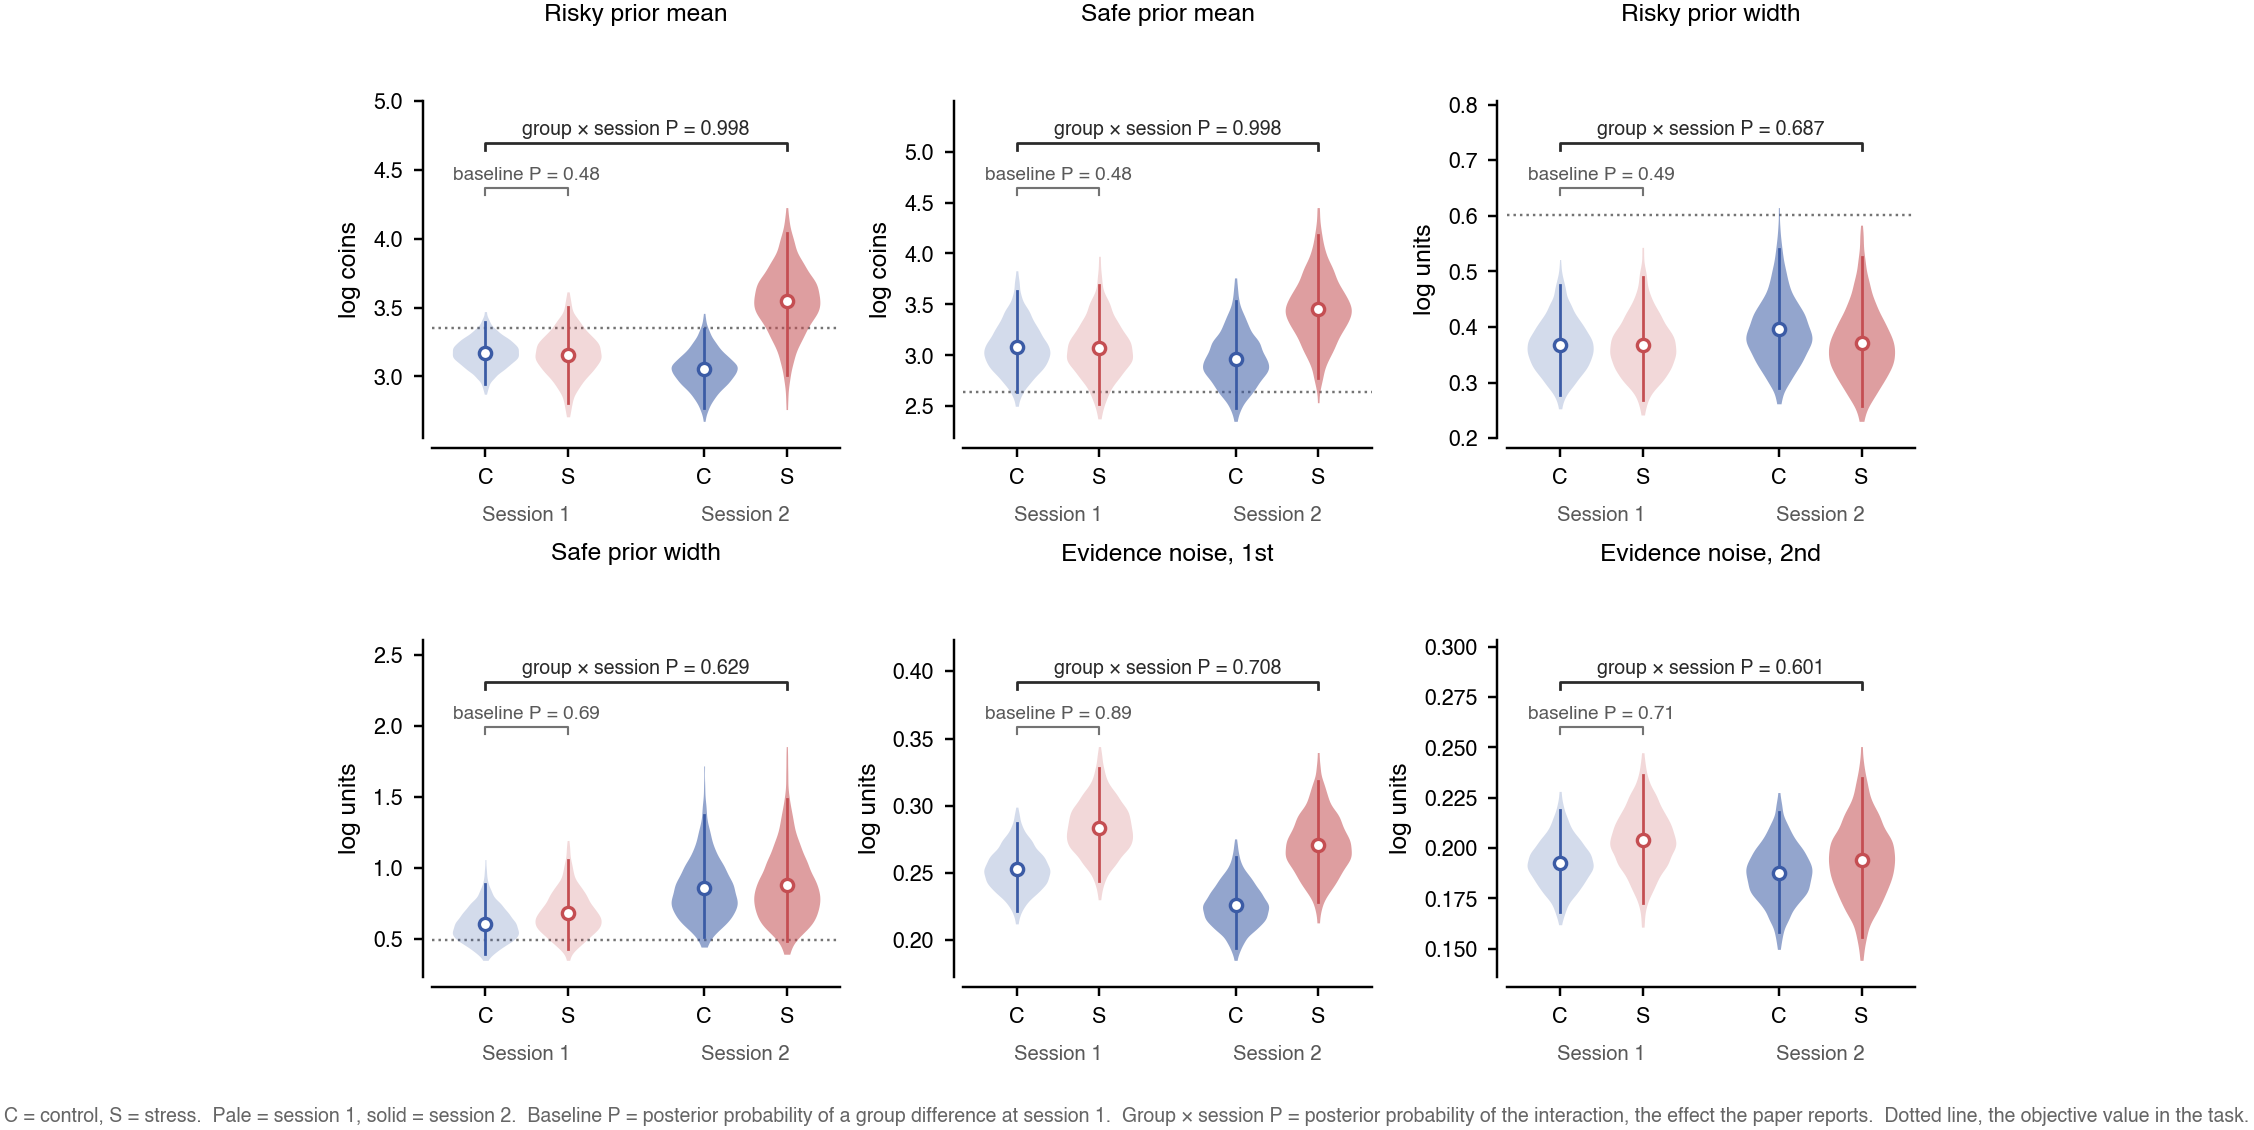 Risky prior mean
Safe prior mean
Risky prior width
5.0
4.5
4.0
3.5
3.0
log coins
group × session P = 0.998
baseline P = 0.48
C
S
C
S
Session 1
Session 2
5.0
4.5
4.0
3.5
3.0
2.5
log coins
group × session P = 0.998
baseline P = 0.48
C
S
C
S
Session 1
Session 2
0.8
0.7
0.6
0.5
0.4
0.3
0.2
log units
group × session P = 0.687
baseline P = 0.49
C
S
C
S
Session 1
Session 2
Safe prior width
Evidence noise, 1st
Evidence noise, 2nd
2.5
2.0
1.5
1.0
0.5
log units
group × session P = 0.629
baseline P = 0.69
C
S
C
S
Session 1
Session 2
0.40
0.35
0.30
0.25
0.20
log units
group × session P = 0.708
baseline P = 0.89
C
S
C
S
Session 1
Session 2
0.300
0.275
0.250
0.225
0.200
0.175
0.150
log units
group × session P = 0.601
baseline P = 0.71
C
S
C
S
Session 1
Session 2
C = control, S = stress.  Pale = session 1, solid = session 2.  Baseline P = posterior probability of a group difference at session 1.  Group × session P = posterior probability of the interaction, the effect the paper reports.  Dotted line, the objective value in the task.